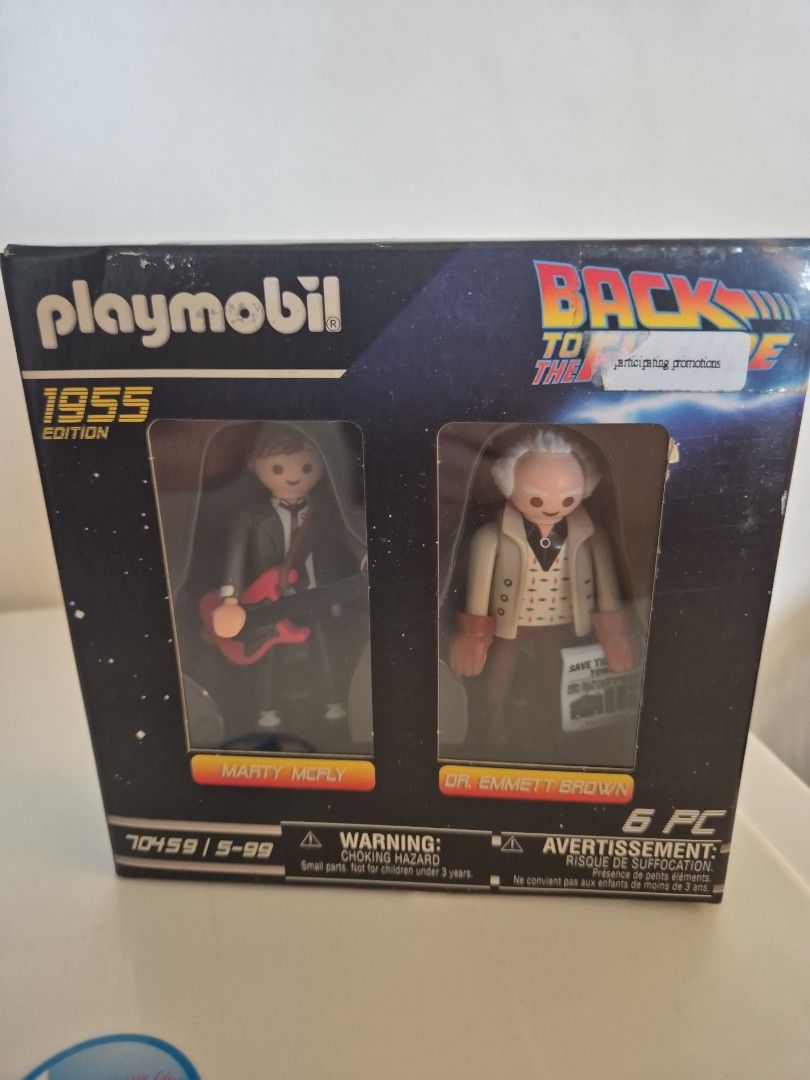 playmobil®
1955
EDITION
BACK
TO
THE
participating promotions
SAVE
MARTY MCFLY
DR. EMMETT BROWN
6 PC
70459 | 5-99
WARNING:
CHOKING HAZARD
Small parts. Not for children under 3 years.
AVERTISSEMENT:
RISQUE DE SUFFOCATION.
Présence de petits éléments.
Ne convient pas aux enfants de moins de 3 ans.